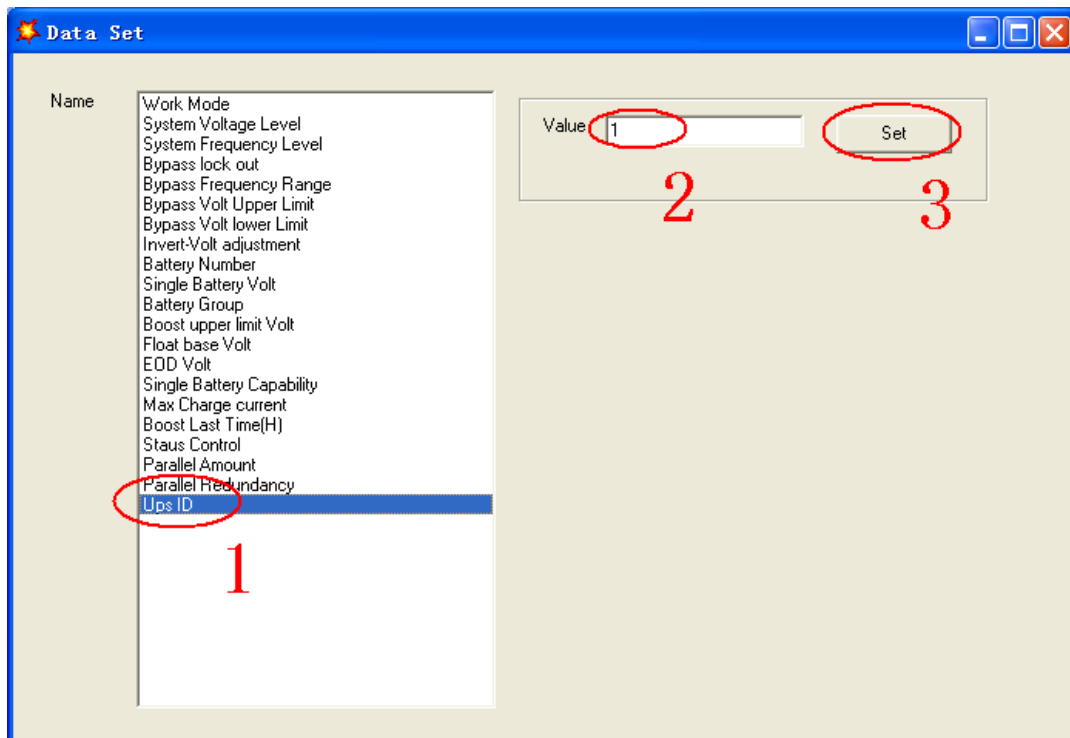 Data Set
Name
Work Mode
System Voltage Level
System Frequency Level
Bypass lock out
Bypass Frequency Range
Bypass Volt Upper Limit
Bypass Volt lower Limit
Invert-Volt adjustment
Battery Number
Single Battery Volt
Battery Group
Boost upper limit Volt
Float base Volt
EOD Volt
Single Battery Capability
Max Charge current
Boost Last Time(H)
Staus Control
Parallel Amount
Parallel Redundancy
Ups ID
1
Value 1 Set
2 3